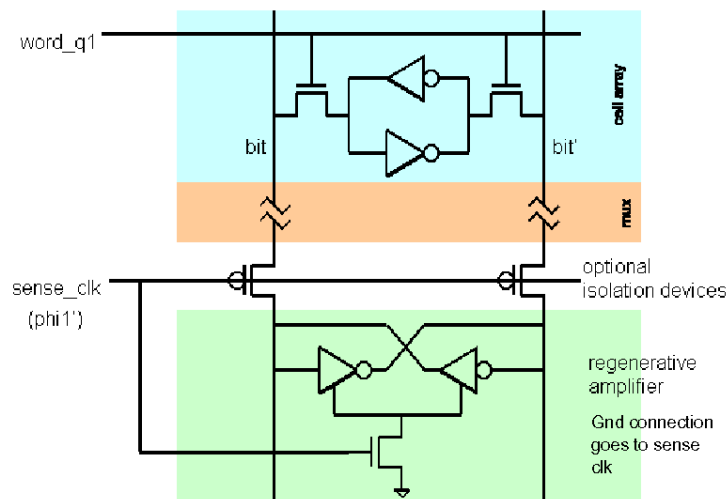 word_q1
cell array
bit
bit'
mux
sense_clk
(phi1')
optional
isolation devices
regenerative
amplifier
Gnd connection
goes to sense
clk